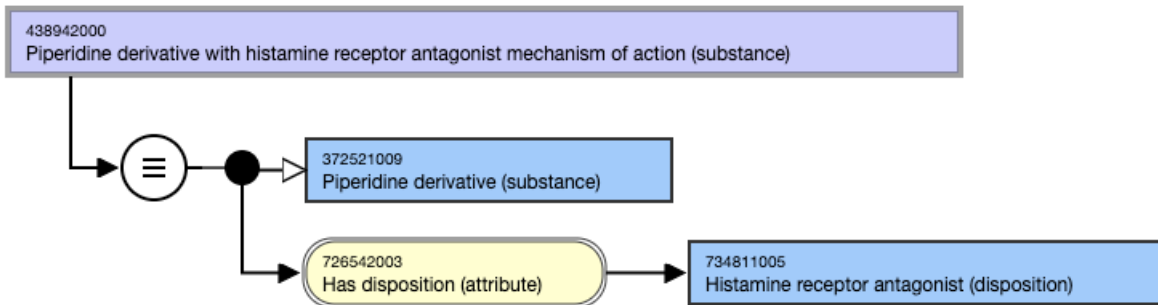 438942000
Piperidine derivative with histamine receptor antagonist mechanism of action (substance)
372521009
Piperidine derivative (substance)
726542003
Has disposition (attribute)
734811005
Histamine receptor antagonist (disposition)